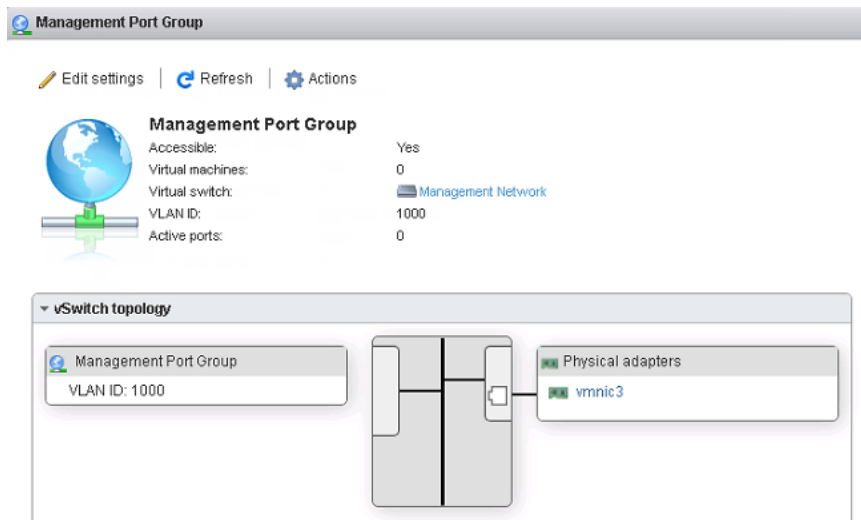 Management Port Group
Edit settings Refresh Actions
Management Port Group
Accessible: Yes
Virtual machines: 0
Virtual switch: Management Network
VLAN ID: 1000
Active ports: 0
vSwitch topology
Management Port Group
VLAN ID: 1000
Physical adapters
vmnic3